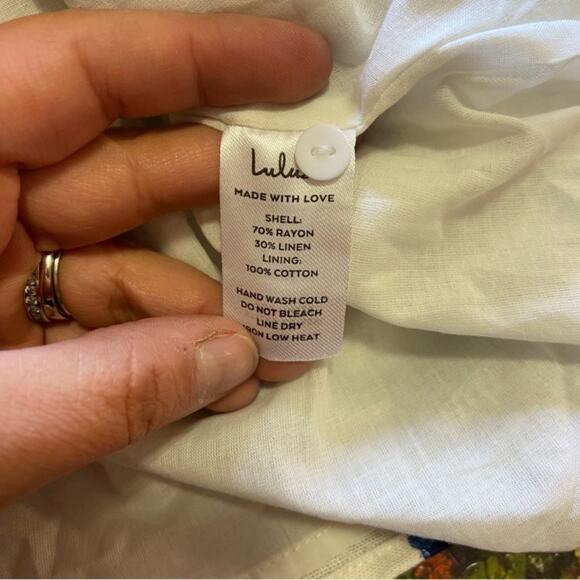 MADE WITH LOVE
SHELL:
70% RAYON
30% LINEN
LINING:
100% COTTON
HAND WASH COLD
DO NOT BLEACH
LINE DRY
IRON LOW HEAT